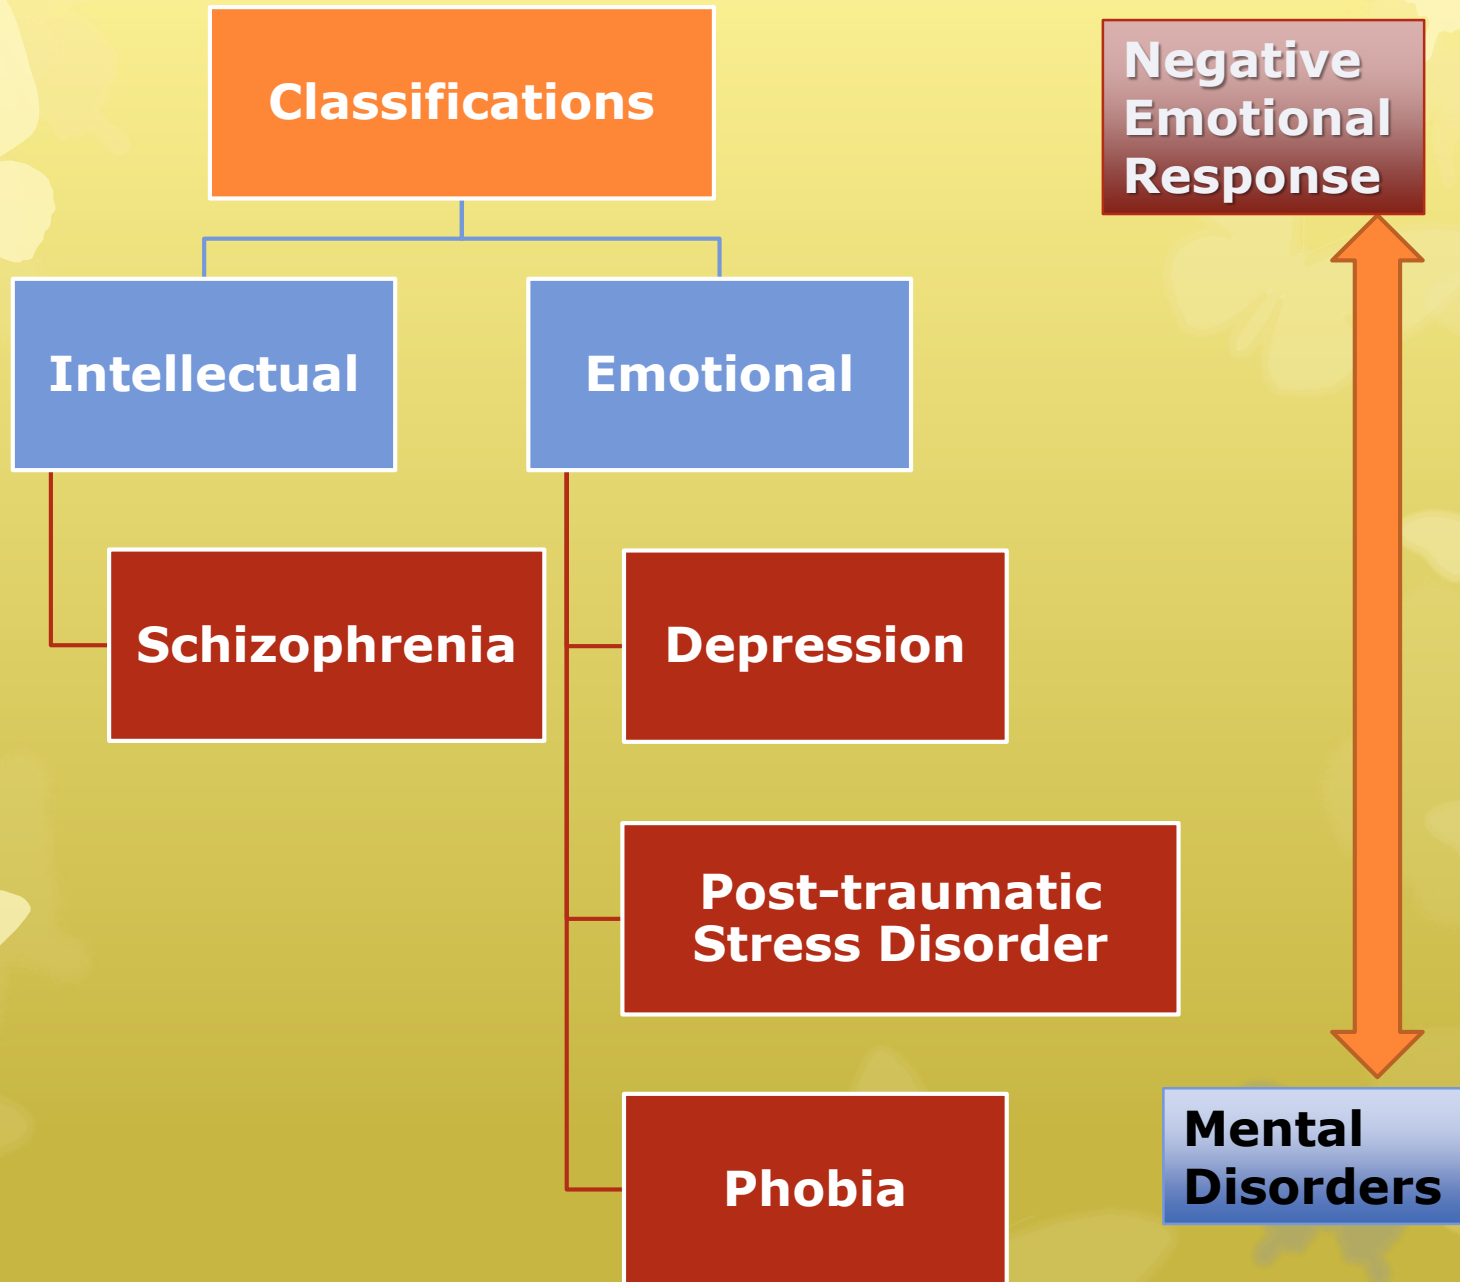 Classifications
Negative
Emotional
Response
Intellectual
Emotional
Schizophrenia
Depression
Post-traumatic
Stress Disorder
Phobia
Mental
Disorders